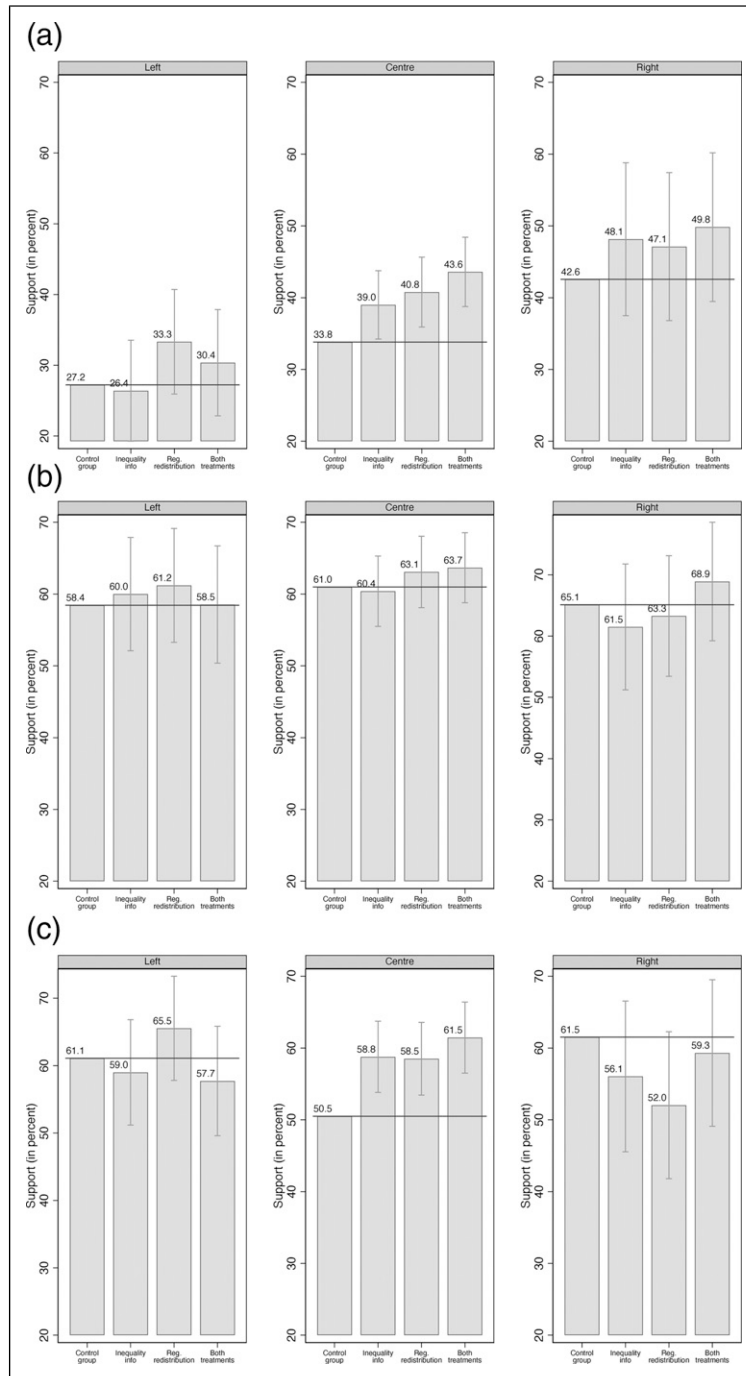 (a)
Left
Support (in percent)
70
60
50
40
30
20
27.2
26.4
33.3
30.4
Control group
Inequality info
Reg. redistribution
Both treatments
Centre
Support (in percent)
70
60
50
40
30
20
33.8
39.0
40.8
43.6
Control group
Inequality info
Reg. redistribution
Both treatments
Right
Support (in percent)
70
60
50
40
30
20
42.6
48.1
47.1
49.8
Control group
Inequality info
Reg. redistribution
Both treatments
(b)
Left
Support (in percent)
70
60
50
40
30
20
58.4
60.0
61.2
58.5
Control group
Inequality info
Reg. redistribution
Both treatments
Centre
Support (in percent)
70
60
50
40
30
20
61.0
60.4
63.1
63.7
Control group
Inequality info
Reg. redistribution
Both treatments
Right
Support (in percent)
70
60
50
40
30
20
65.1
61.5
63.3
68.9
Control group
Inequality info
Reg. redistribution
Both treatments
(c)
Left
Support (in percent)
70
60
50
40
30
20
61.1
59.0
65.5
57.7
Control group
Inequality info
Reg. redistribution
Both treatments
Centre
Support (in percent)
70
60
50
40
30
20
50.5
58.8
58.5
61.5
Control group
Inequality info
Reg. redistribution
Both treatments
Right
Support (in percent)
70
60
50
40
30
20
61.5
56.1
52.0
59.3
Control group
Inequality info
Reg. redistribution
Both treatments